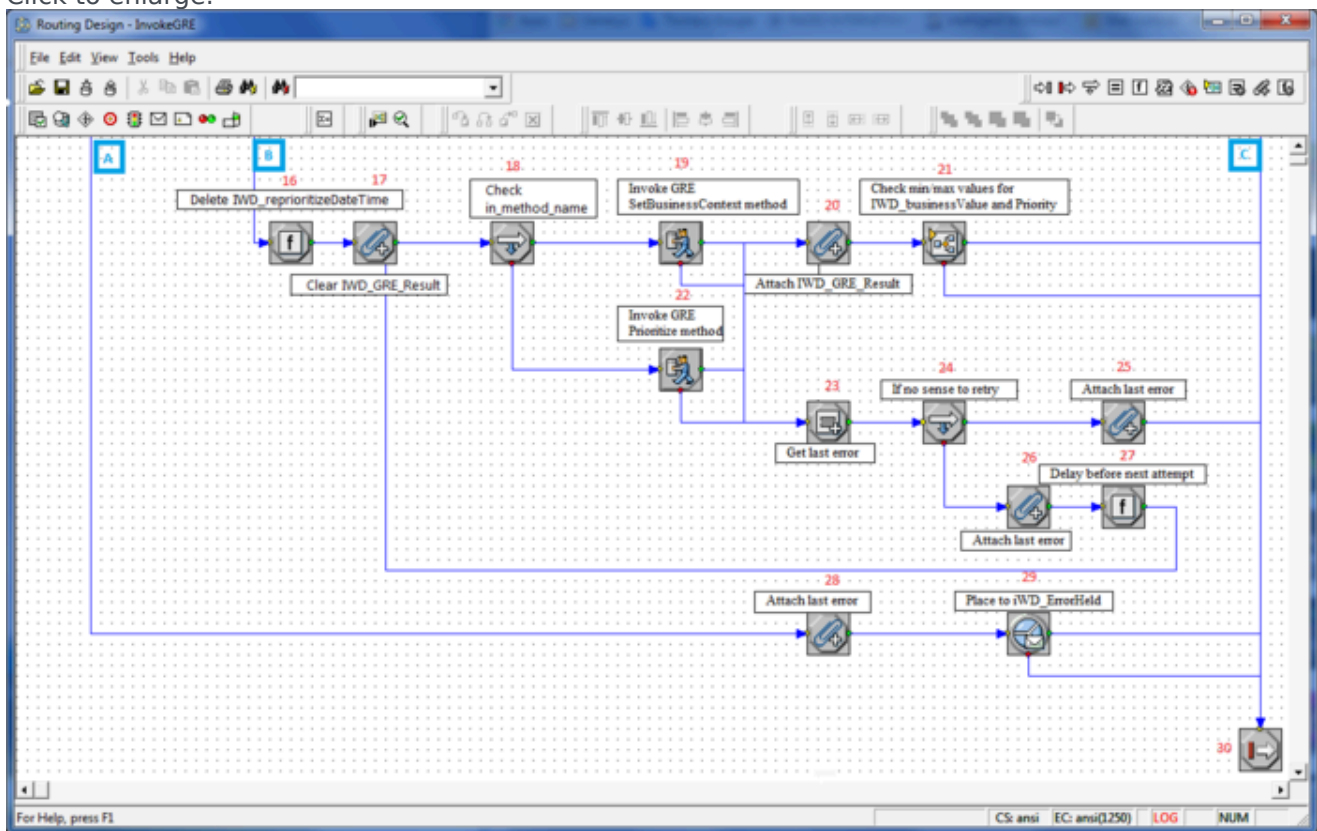 Click to enlarge.
Routing Design - InvokeGRE
File Edit View Tools Help
A
B
C
16
17
18
19
20
21
Delete IWD_reprioritizeDateTime
Check
in_method_name
Invoke GRE
SetBusinessContest method
Check min/max values for
IWD_businessValue and Priority
f
Clear IWD_GRE_Result
Attach IWD_GRE_Result
22
Invoke GRE
Prioritize method
23
24
25
If no sense to retry
Attach last error
Get last error
26
27
Delay before next attempt
f
Attach last error
28
29
Attach last error
Place to iWD_ErrorHeld
30
For Help, press F1
CS: ansi
EC: ansi(1250)
LOG
NUM